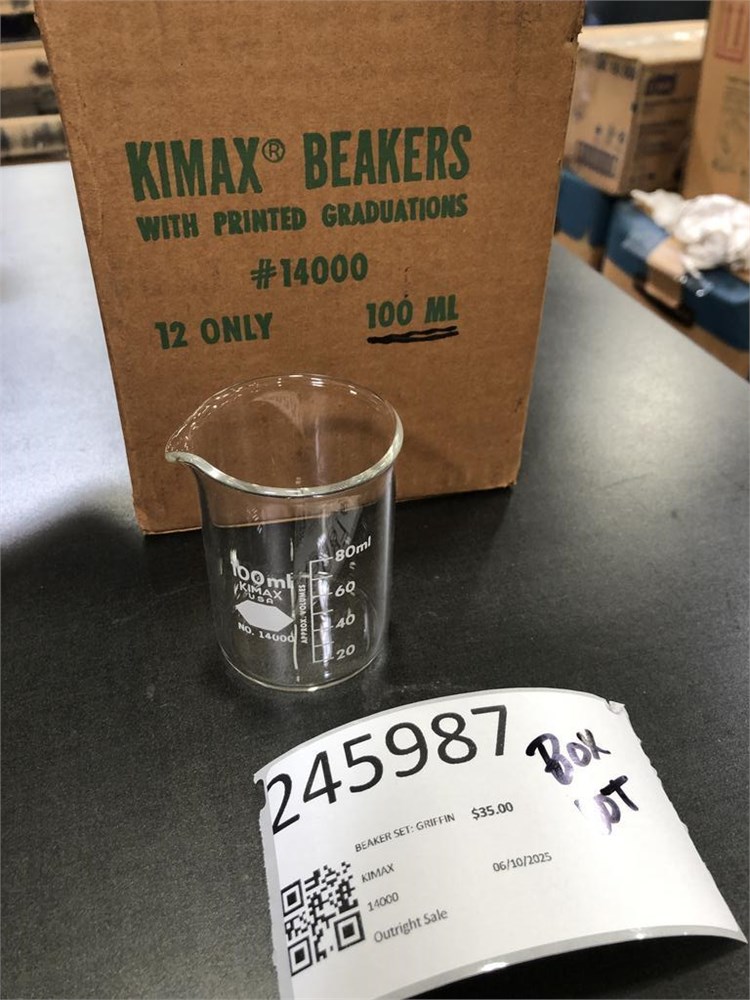 KIMAX® BEAKERS
WITH PRINTED GRADUATIONS
#14000
12 ONLY 100 ML
100ml
KIMAX
USA
NO. 14000
APPROX. VOLUMES
80ml
60
40
20
245987
BOX
BEAKER SET: GRIFFIN $35.00
KIMAX 06/10/2025
14000
Outright Sale